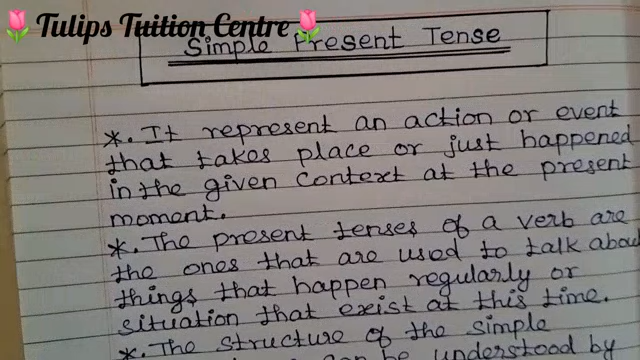 🌷Tulips Tuition Centre🌷
Simple Present Tense
*. It represent an action or event
that takes place or just happened
in the given context at the present
moment.
*. The present tenses of a verb are
the ones that are used to talk about
things that happen regularly or
situation that exist at this time.
*. The structure of the simple
can be understood by